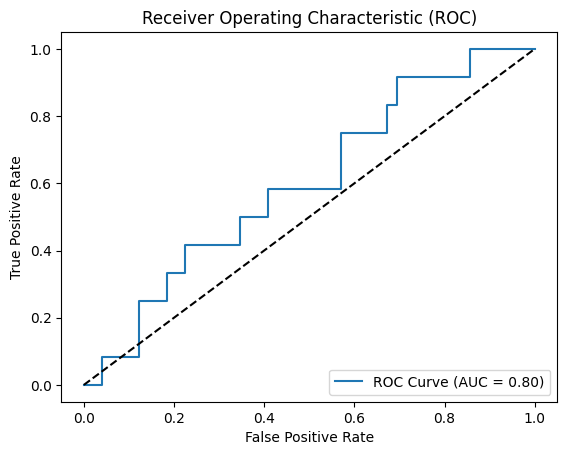 Receiver Operating Characteristic (ROC)
True Positive Rate
1.0
0.8
0.6
0.4
0.2
0.0
ROC Curve (AUC = 0.80)
0.0 0.2 0.4 0.6 0.8 1.0
False Positive Rate